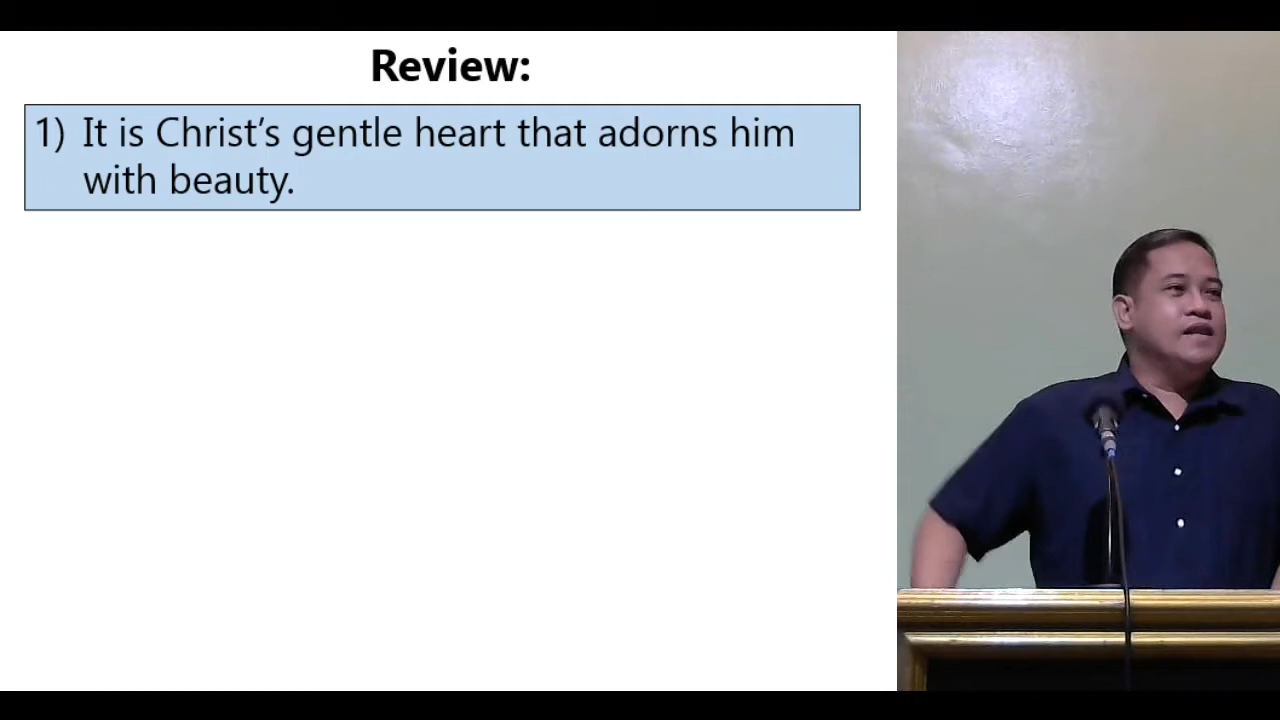 Review:
1) It is Christ's gentle heart that adorns him
with beauty.